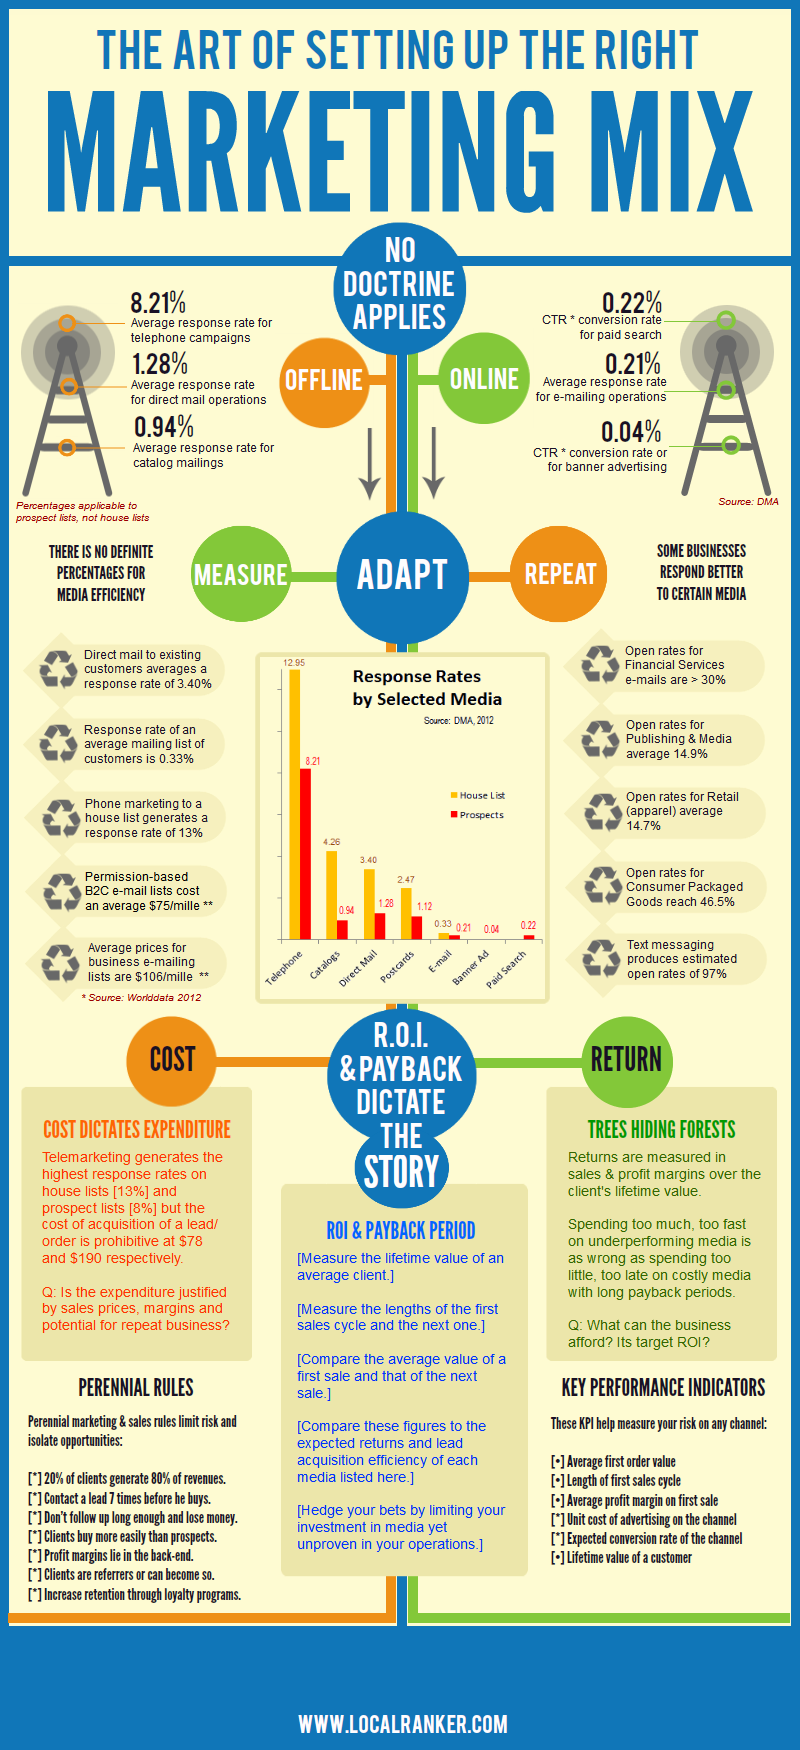 THE ART OF SETTING UP THE RIGHT
MARKETING MIX
NO
DOCTRINE
APPLIES
8.21%
Average response rate for
telephone campaigns
1.28%
Average response rate
for direct mail operations
0.94%
Average response rate for
catalog mailings
Percentages applicable to
prospect lists, not house lists
OFFLINE
ONLINE
0.22%
CTR * conversion rate
for paid search
0.21%
Average response rate
for e-mailing operations
0.04%
CTR * conversion rate or
for banner advertising
Source: DMA
THERE IS NO DEFINITE
PERCENTAGES FOR
MEDIA EFFICIENCY
MEASURE
ADAPT
REPEAT
SOME BUSINESSES
RESPOND BETTER
TO CERTAIN MEDIA
Direct mail to existing
customers averages a
response rate of 3.40%
Response rate of an
average mailing list of
customers is 0.33%
Phone marketing to a
house list generates a
response rate of 13%
Permission-based
B2C e-mail lists cost
an average $75/mille **
Average prices for
business e-mailing
lists are $106/mille **
* Source: Worlddata 2012
Response Rates
by Selected Media
Source: DMA, 2012
House List
Prospects
12.95
8.21
4.26
0.94
3.40
1.28
2.47
1.12
0.33
0.21
0.04
0.22
Telephone
Catalogs
Direct Mail
Postcards
E-mail
Banner Ad
Paid Search
Open rates for
Financial Services
e-mails are > 30%
Open rates for
Publishing & Media
average 14.9%
Open rates for Retail
(apparel) average
14.7%
Open rates for
Consumer Packaged
Goods reach 46.5%
Text messaging
produces estimated
open rates of 97%
COST
R.O.I.
& PAYBACK
DICTATE
THE
STORY
RETURN
COST DICTATES EXPENDITURE
Telemarketing generates the
highest response rates on
house lists [13%] and
prospect lists [8%] but the
cost of acquisition of a lead/
order is prohibitive at $78
and $190 respectively.
Q: Is the expenditure justified
by sales prices, margins and
potential for repeat business?
ROI & PAYBACK PERIOD
[Measure the lifetime value of an
average client.]
[Measure the lengths of the first
sales cycle and the next one.]
[Compare the average value of a
first sale and that of the next
sale.]
[Compare these figures to the
expected returns and lead
acquisition efficiency of each
media listed here.]
[Hedge your bets by limiting your
investment in media yet
unproven in your operations.]
TREES HIDING FORESTS
Returns are measured in
sales & profit margins over the
client's lifetime value.
Spending too much, too fast
on underperforming media is
as wrong as spending too
little, too late on costly media
with long payback periods.
Q: What can the business
afford? Its target ROI?
PERENNIAL RULES
Perennial marketing & sales rules limit risk and
isolate opportunities:
[*] 20% of clients generate 80% of revenues.
[*] Contact a lead 7 times before he buys.
[*] Don't follow up long enough and lose money.
[*] Clients buy more easily than prospects.
[*] Profit margins lie in the back-end.
[*] Clients are referrers or can become so.
[*] Increase retention through loyalty programs.
KEY PERFORMANCE INDICATORS
These KPI help measure your risk on any channel:
[•] Average first order value
[•] Length of first sales cycle
[•] Average profit margin on first sale
[*] Unit cost of advertising on the channel
[*] Expected conversion rate of the channel
[•] Lifetime value of a customer
WWW.LOCALRANKER.COM